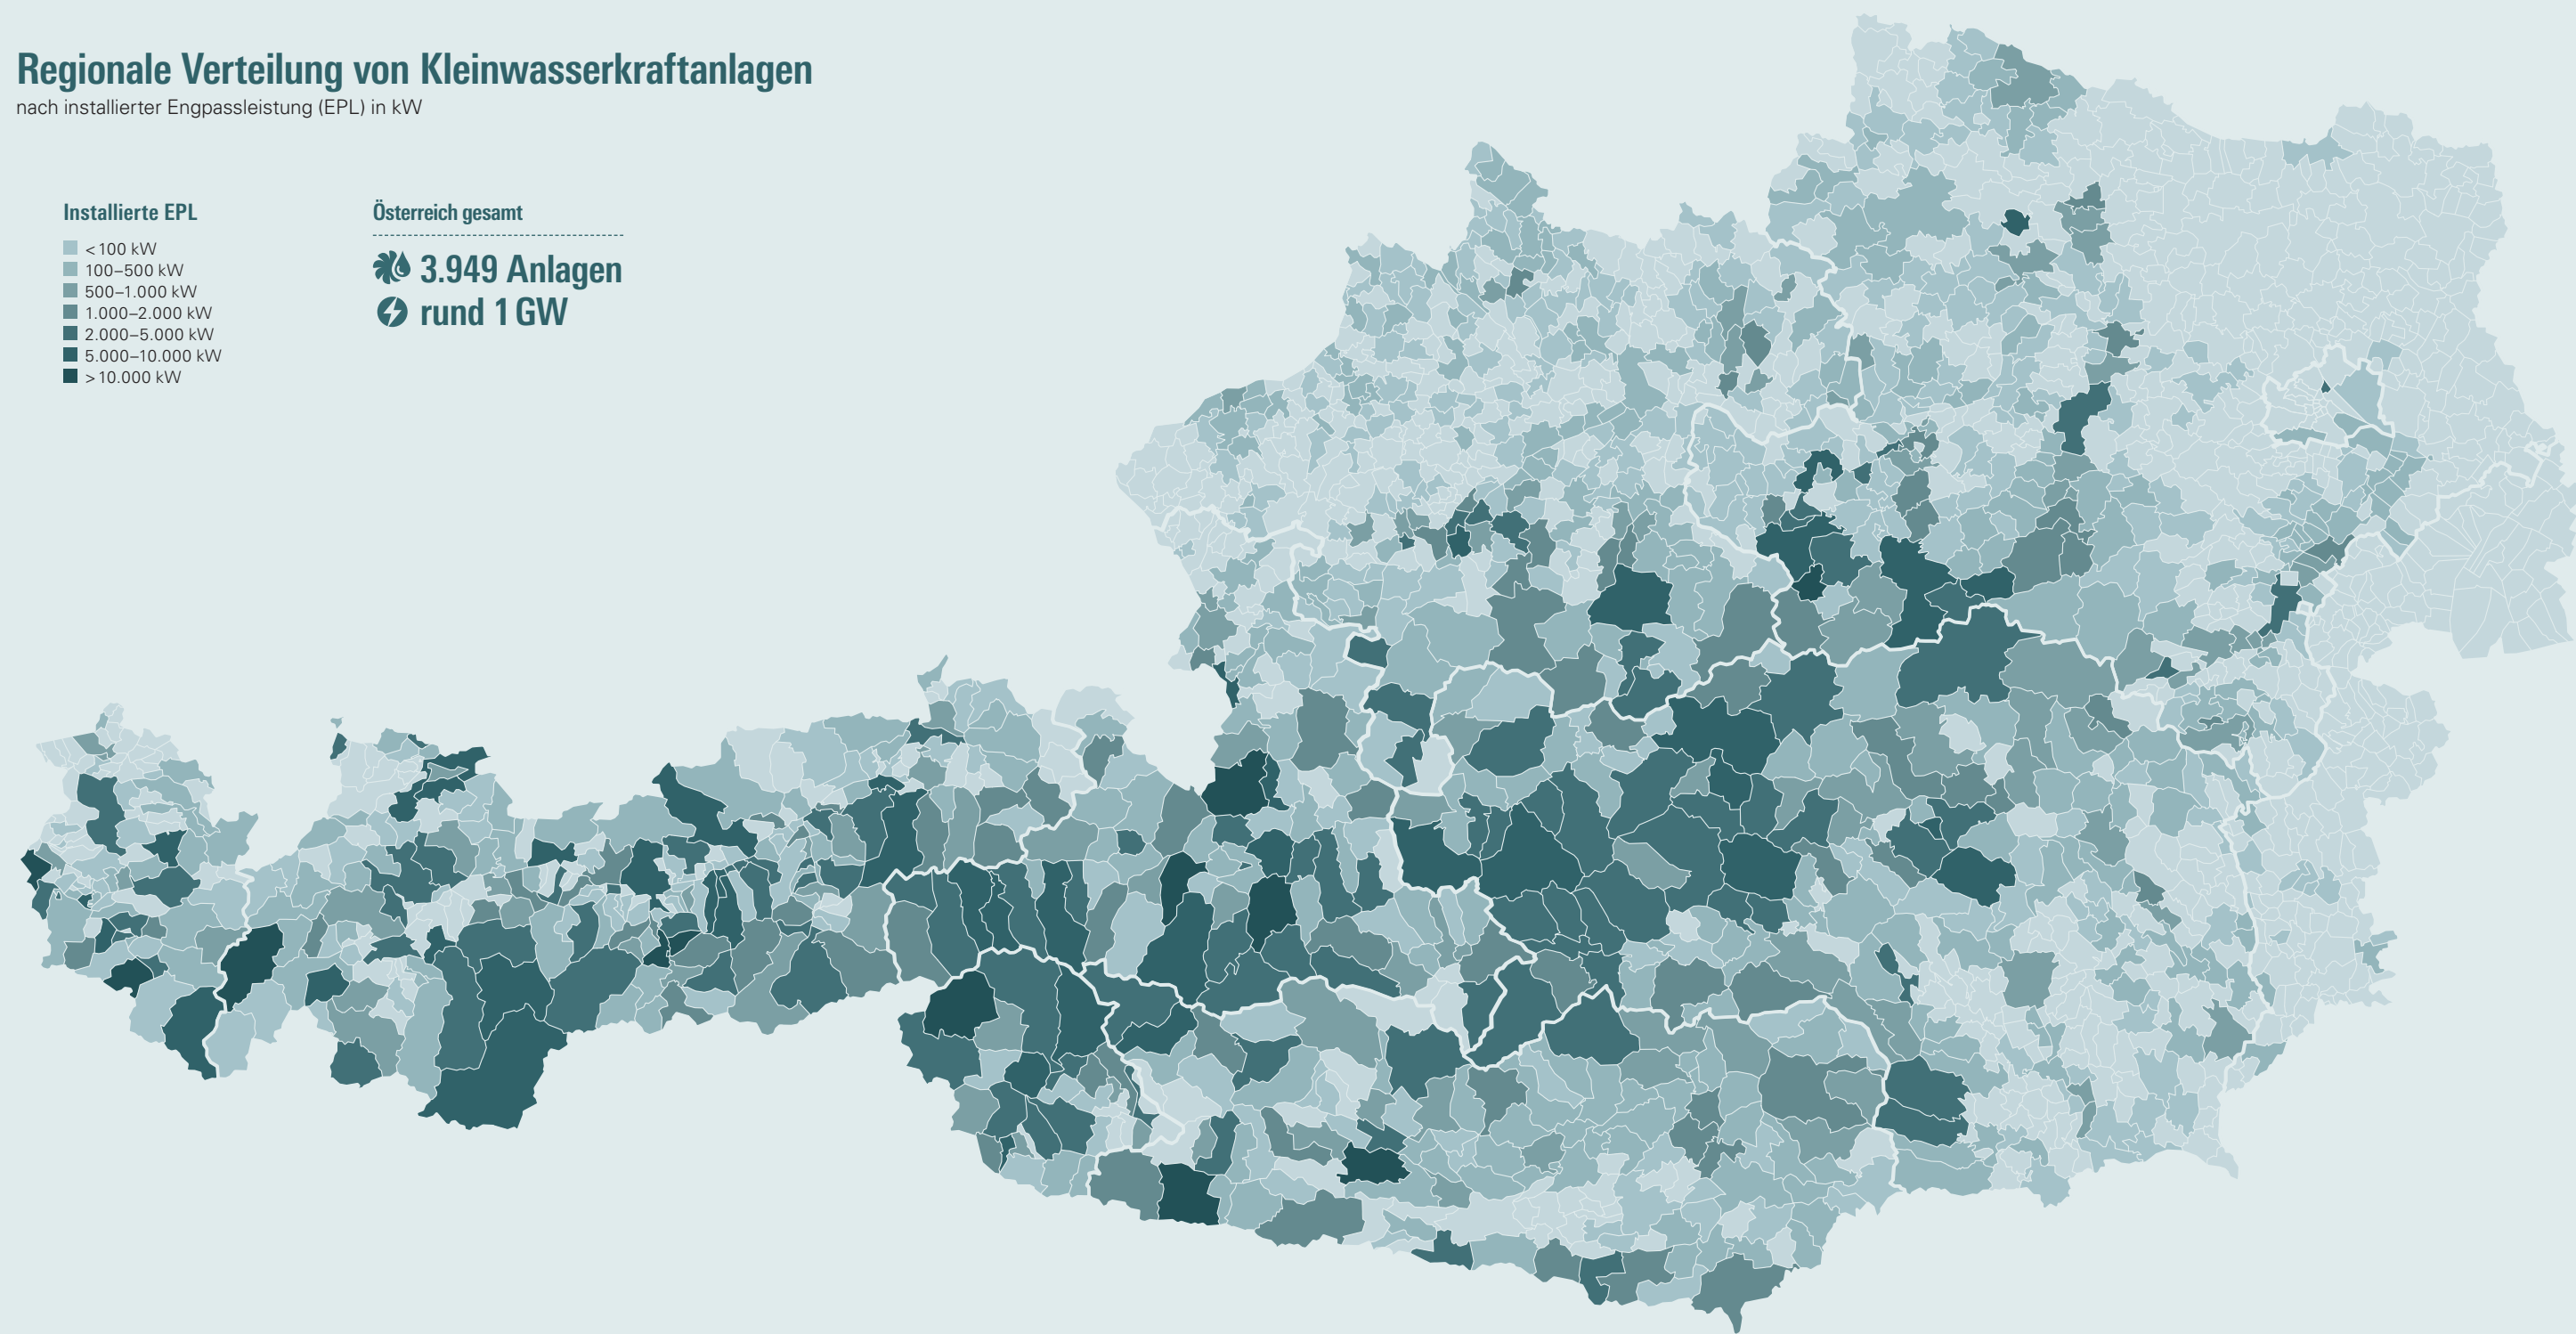 Regionale Verteilung von Kleinwasserkraftanlagen
nach installierter Engpassleistung (EPL) in kW
Installierte EPL
< 100 kW
100–500 kW
500–1.000 kW
1.000–2.000 kW
2.000–5.000 kW
5.000–10.000 kW
> 10.000 kW
Österreich gesamt
3.949 Anlagen
rund 1 GW